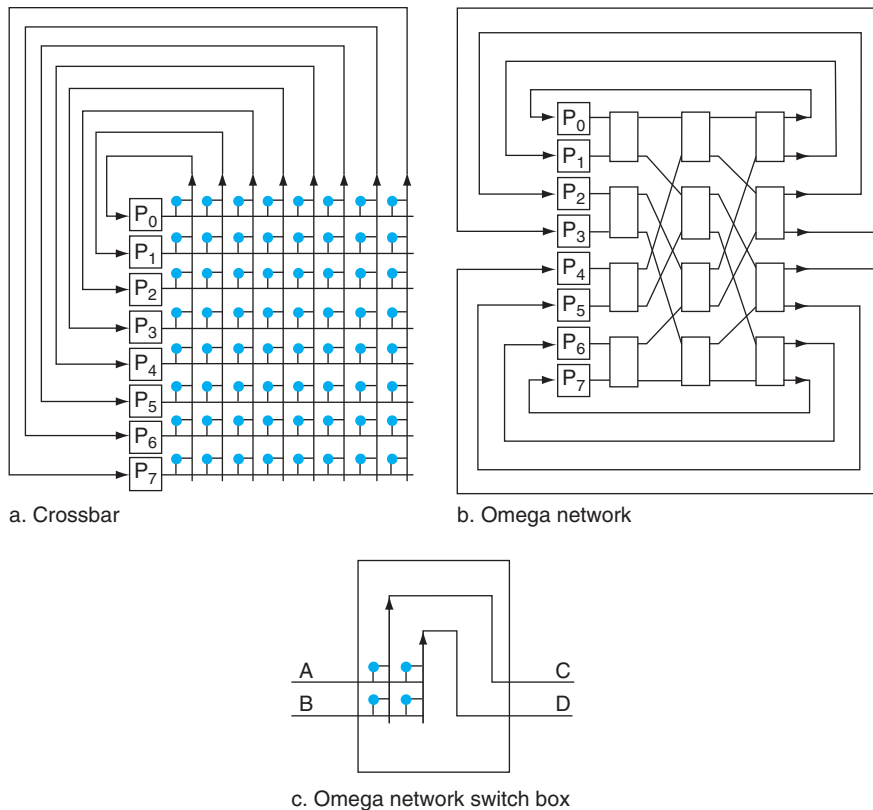 P0
P1
P2
P3
P4
P5
P6
P7
a. Crossbar
P0
P1
P2
P3
P4
P5
P6
P7
b. Omega network
A
B
C
D
c. Omega network switch box